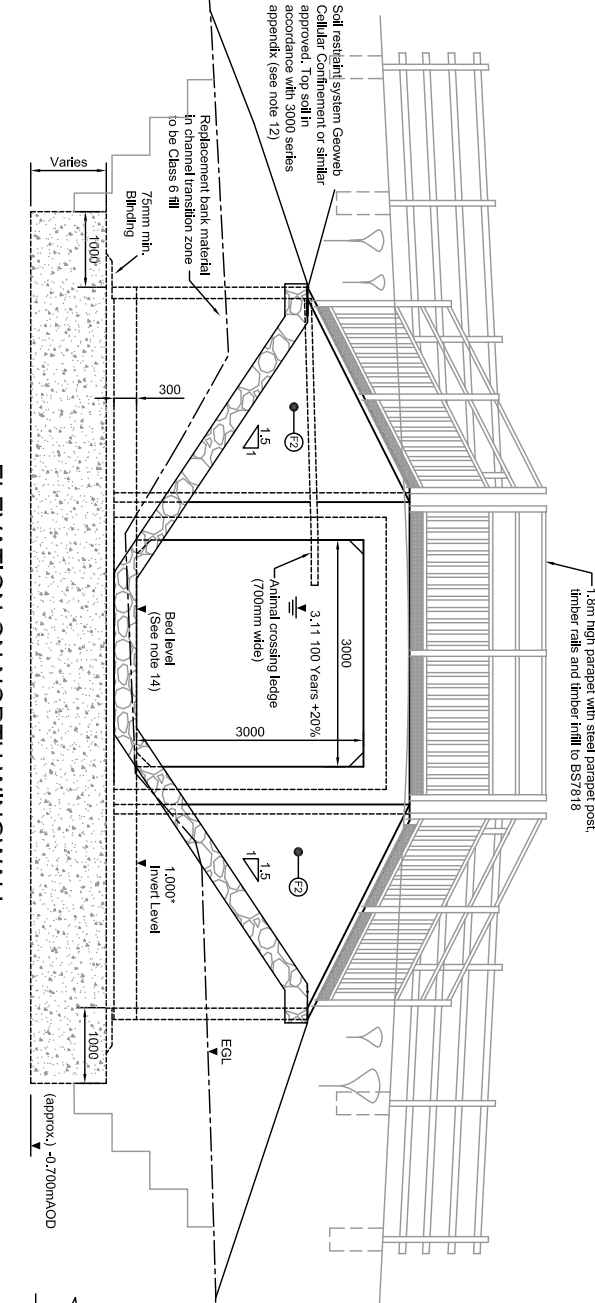 1.8m high parapet with steel parapet post,
timber rails and timber infill to BS7818
Soil restraint system Geoweb
Cellular Confinement or similar
approved. Top soil in
accordance with 3000 series
appendix (see note 12)
F2
1.5
1
3.11 100 Years +20%
Animal crossing ledge
(700mm wide)
3000
3000
F2
1.5
1
Replacement bank material
in channel transition zone
to be Class 6 fill
300
Bed level
(See note 14)
1.000*
Invert Level
EGL
75mm min.
Blinding
1000
1000
Varies
(approx.) -0.700mAOD